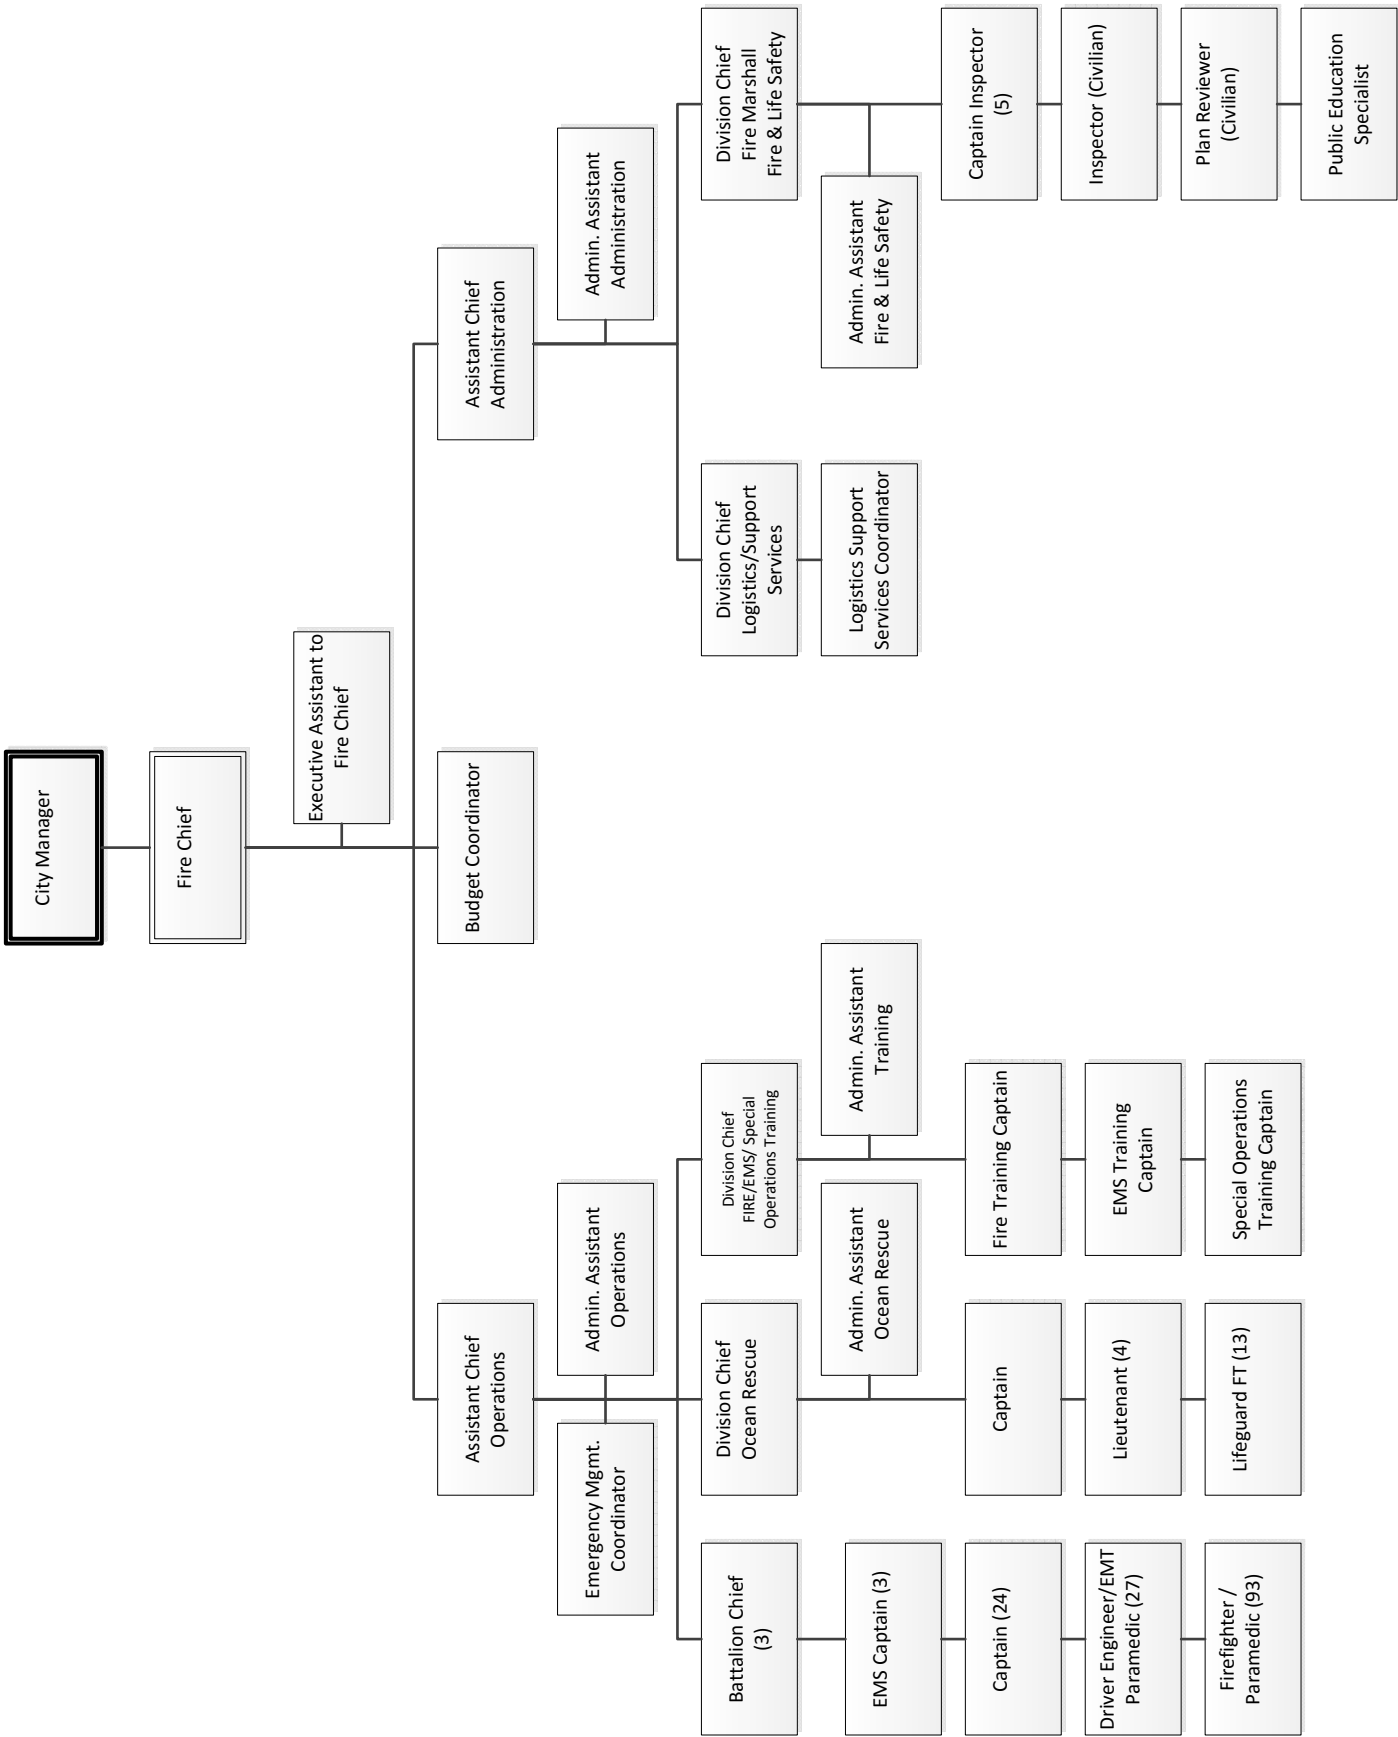 City Manager
Fire Chief
Executive Assistant to
Fire Chief
Assistant Chief
Operations
Budget Coordinator
Assistant Chief
Administration
Emergency Mgmt.
Coordinator
Admin. Assistant
Operations
Admin. Assistant
Administration
Battalion Chief
(3)
Division Chief
Ocean Rescue
Division Chief
FIRE/EMS/ Special
Operations Training
Division Chief
Logistics/Support
Services
Division Chief
Fire Marshall
Fire & Life Safety
EMS Captain (3)
Admin. Assistant
Ocean Rescue
Admin. Assistant
Training
Logistics Support
Services Coordinator
Admin. Assistant
Fire & Life Safety
Captain (24)
Captain
Fire Training Captain
Captain Inspector
(5)
Driver Engineer/EMT
Paramedic (27)
Lieutenant (4)
EMS Training
Captain
Inspector (Civilian)
Firefighter /
Paramedic (93)
Lifeguard FT (13)
Special Operations
Training Captain
Plan Reviewer
(Civilian)
Public Education
Specialist